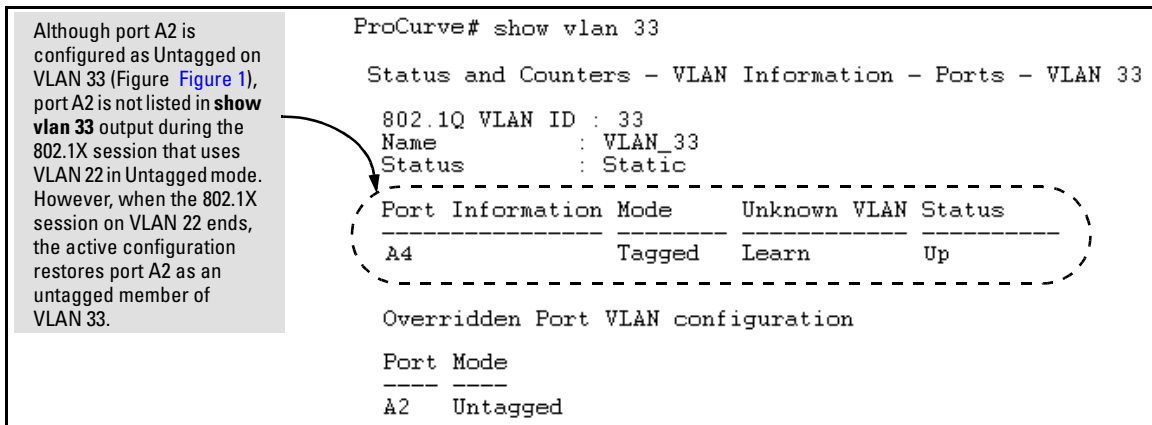 Although port A2 is
configured as Untagged on
VLAN 33 (Figure Figure 1),
port A2 is not listed in show
vlan 33 output during the
802.1X session that uses
VLAN 22 in Untagged mode.
However, when the 802.1X
session on VLAN 22 ends,
the active configuration
restores port A2 as an
untagged member of
VLAN 33.
ProCurve# show vlan 33
Status and Counters - VLAN Information - Ports - VLAN 33
802.1Q VLAN ID : 33
Name : VLAN_33
Status : Static
Port Information Mode Unknown VLAN Status
---------------- -------- ------------ ----------
A4 Tagged Learn Up
Overridden Port VLAN configuration
Port Mode
---- ----
A2 Untagged